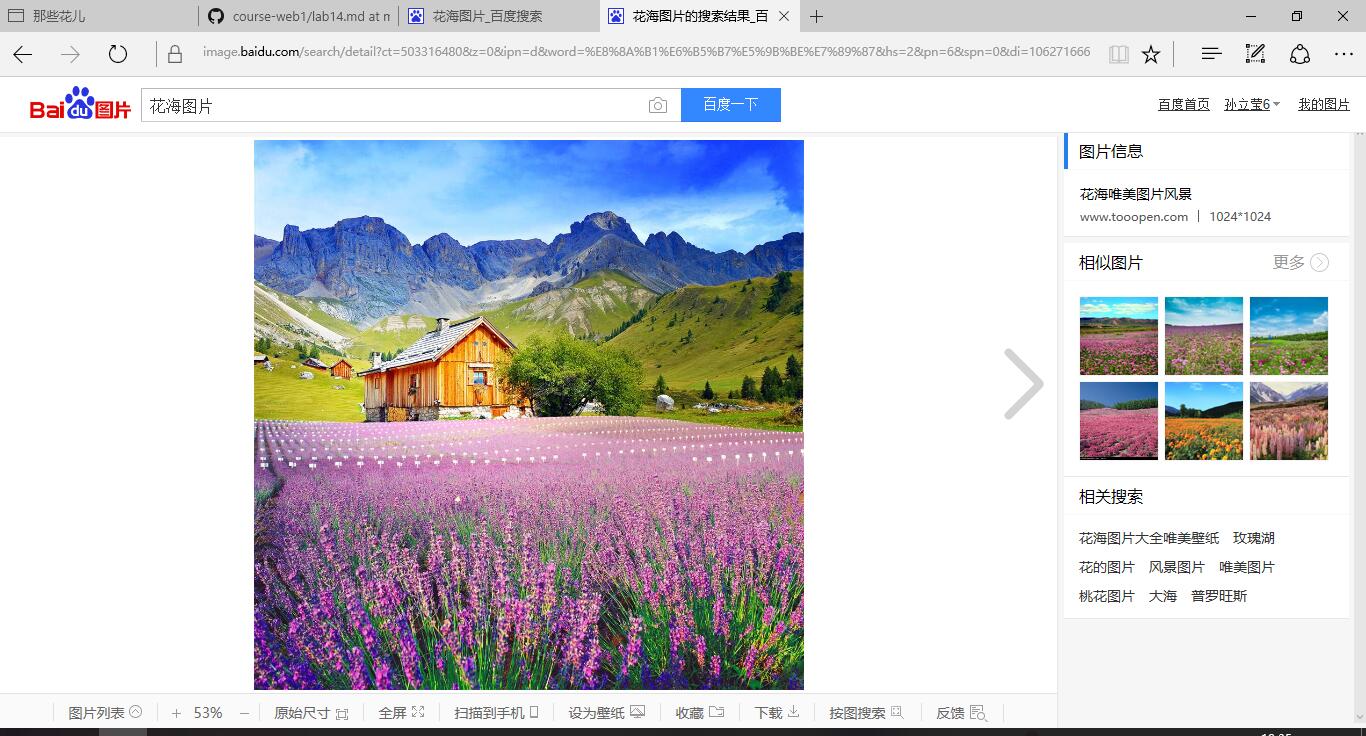 那些花儿
course-web1/lab14.md at m
花海图片_百度搜索
花海图片的搜索结果_百
image.baidu.com/search/detail?ct=503316480&z=0&ipn=d&word=%E8%8A%B1%E6%B5%B7%E5%9B%BE%E7%89%87&hs=2&pn=6&spn=0&di=106271666
Bai du 图片
花海图片
百度一下
百度首页 孙立莹6 我的图片
图片信息
花海唯美图片风景
www.tooopen.com | 1024*1024
相似图片 更多
相关搜索
花海图片大全唯美壁纸 玫瑰湖
花的图片 风景图片 唯美图片
桃花图片 大海 普罗旺斯
图片列表 + 53% — 原始尺寸 全屏 扫描到手机 设为壁纸 收藏 下载 按图搜索 反馈